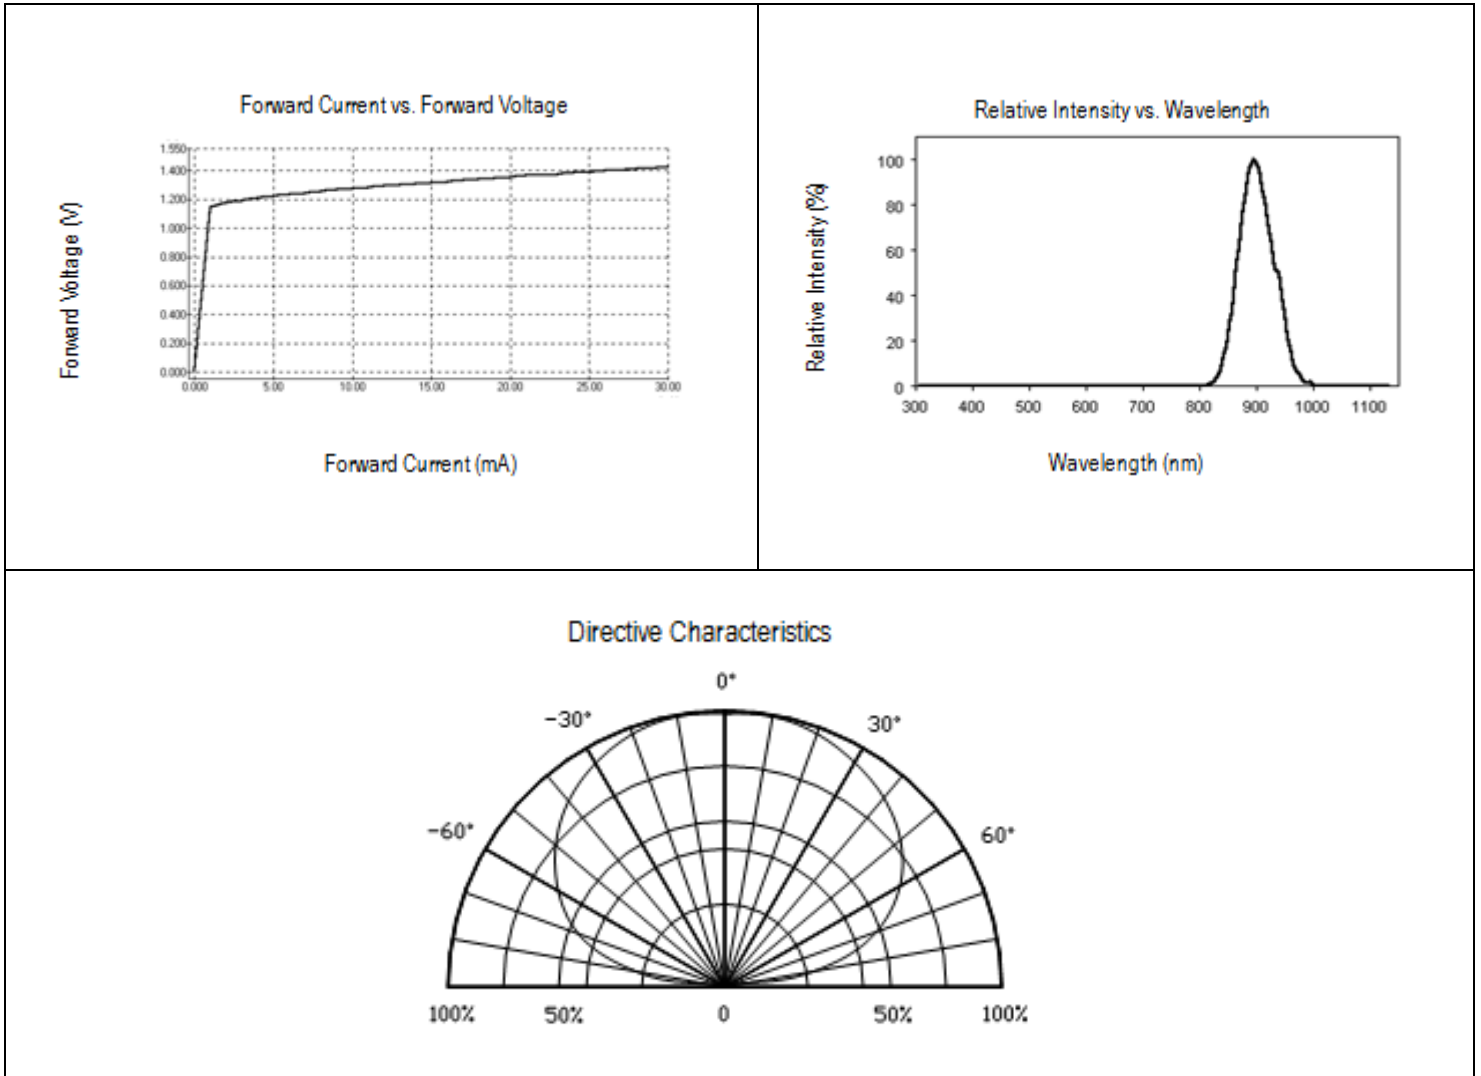 Forward Current vs. Forward Voltage
Forward Voltage (V)
1.550
1.400
1.200
1.000
0.800
0.600
0.400
0.200
0.000
0.000 5.00 10.00 15.00 20.00 25.00 30.00
Forward Current (mA)
Relative Intensity vs. Wavelength
Relative Intensity (%)
100
80
60
40
20
0
300 400 500 600 700 800 900 1000 1100
Wavelength (nm)
Directive Characteristics
0°
-30° 30°
-60° 60°
100% 50% 0 50% 100%